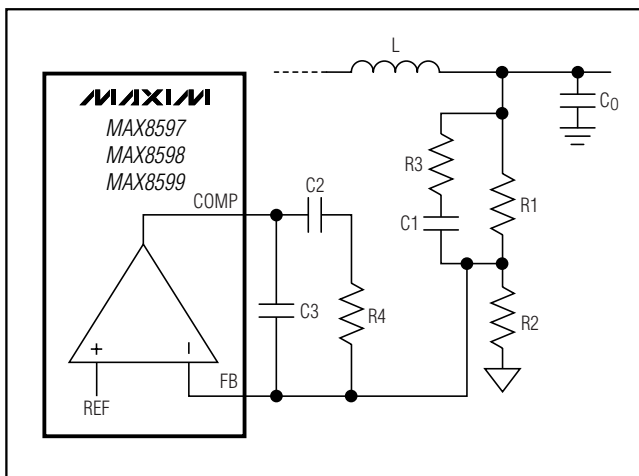 L
C0
MAXIM
MAX8597
MAX8598
MAX8599
R3
R1
COMP
C2
C1
C3
R4
R2
+
−
FB
REF